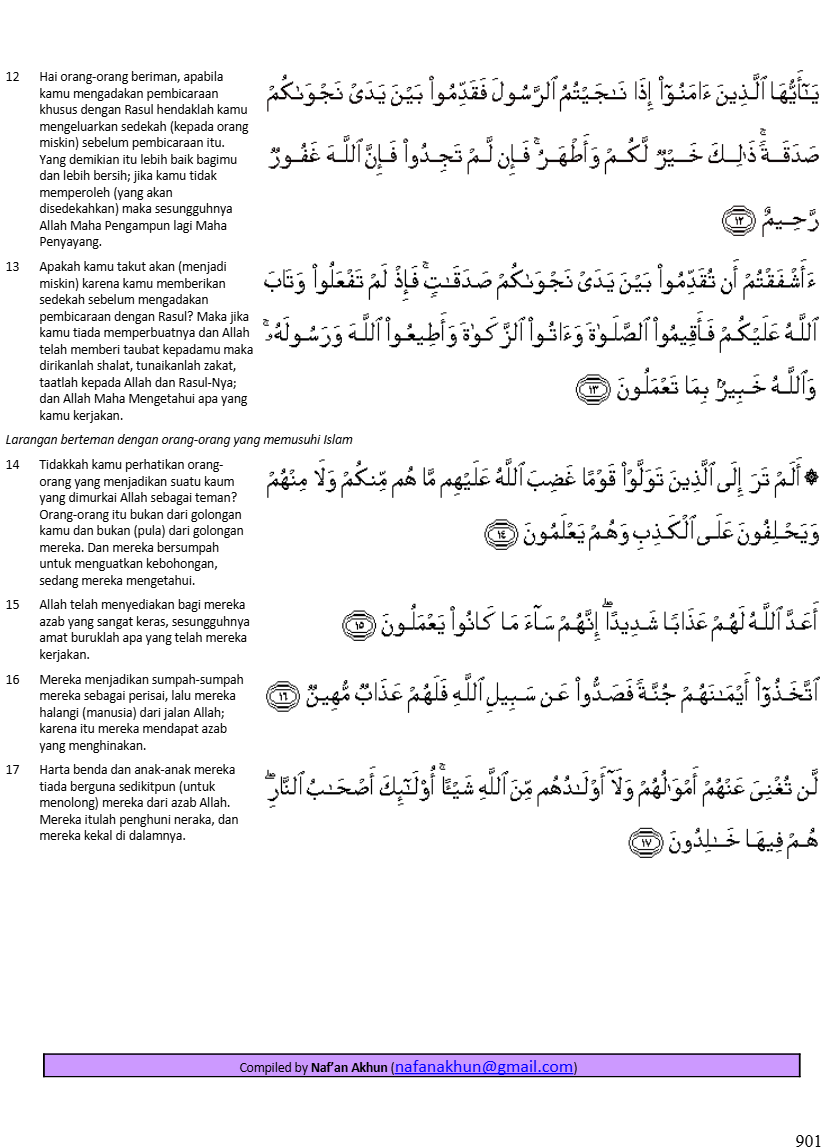 12 Hai orang-orang beriman, apabila
kamu mengadakan pembicaraan
khusus dengan Rasul hendaklah kamu
mengeluarkan sedekah (kepada orang
miskin) sebelum pembicaraan itu.
Yang demikian itu lebih baik bagimu
dan lebih bersih; jika kamu tidak
memperoleh (yang akan
disedekahkan) maka sesungguhnya
Allah Maha Pengampun lagi Maha
Penyayang.
يَـٰٓأَيُّهَا ٱلَّذِينَ ءَامَنُوٓا۟ إِذَا نَـٰجَيْتُمُ ٱلرَّسُولَ فَقَدِّمُوا۟ بَيْنَ يَدَىْ نَجْوَىٰكُمْ
صَدَقَةً ۚ ذَٰلِكَ خَيْرٌ لَّكُمْ وَأَطْهَرُ ۚ فَإِن لَّمْ تَجِدُوا۟ فَإِنَّ ٱللَّهَ غَفُورٌ
رَّحِيمٌ ١٢
13 Apakah kamu takut akan (menjadi
miskin) karena kamu memberikan
sedekah sebelum mengadakan
pembicaraan dengan Rasul? Maka jika
kamu tiada memperbuatnya dan Allah
telah memberi taubat kepadamu maka
dirikanlah shalat, tunaikanlah zakat,
taatlah kepada Allah dan Rasul-Nya;
dan Allah Maha Mengetahui apa yang
kamu kerjakan.
ءَأَشْفَقْتُمْ أَن تُقَدِّمُوا۟ بَيْنَ يَدَىْ نَجْوَىٰكُمْ صَدَقَـٰتٍ ۚ فَإِذْ لَمْ تَفْعَلُوا۟ وَتَابَ
ٱللَّهُ عَلَيْكُمْ فَأَقِيمُوا۟ ٱلصَّلَوٰةَ وَءَاتُوا۟ ٱلزَّكَوٰةَ وَأَطِيعُوا۟ ٱللَّهَ وَرَسُولَهُۥ ۚ
وَٱللَّهُ خَبِيرٌۢ بِمَا تَعْمَلُونَ ١٣
Larangan berteman dengan orang-orang yang memusuhi Islam
14 Tidakkah kamu perhatikan orang-
orang yang menjadikan suatu kaum
yang dimurkai Allah sebagai teman?
Orang-orang itu bukan dari golongan
kamu dan bukan (pula) dari golongan
mereka. Dan mereka bersumpah
untuk menguatkan kebohongan,
sedang mereka mengetahui.
۞ أَلَمْ تَرَ إِلَى ٱلَّذِينَ تَوَلَّوْا۟ قَوْمًا غَضِبَ ٱللَّهُ عَلَيْهِم مَّا هُم مِّنكُمْ وَلَا مِنْهُمْ
وَيَحْلِفُونَ عَلَى ٱلْكَذِبِ وَهُمْ يَعْلَمُونَ ١٤
15 Allah telah menyediakan bagi mereka
azab yang sangat keras, sesungguhnya
amat buruklah apa yang telah mereka
kerjakan.
أَعَدَّ ٱللَّهُ لَهُمْ عَذَابًا شَدِيدًا ۖ إِنَّهُمْ سَآءَ مَا كَانُوا۟ يَعْمَلُونَ ١٥
16 Mereka menjadikan sumpah-sumpah
mereka sebagai perisai, lalu mereka
halangi (manusia) dari jalan Allah;
karena itu mereka mendapat azab
yang menghinakan.
ٱتَّخَذُوٓا۟ أَيْمَـٰنَهُمْ جُنَّةً فَصَدُّوا۟ عَن سَبِيلِ ٱللَّهِ فَلَهُمْ عَذَابٌ مُّهِينٌ ١٦
17 Harta benda dan anak-anak mereka
tiada berguna sedikitpun (untuk
menolong) mereka dari azab Allah.
Mereka itulah penghuni neraka, dan
mereka kekal di dalamnya.
لَّن تُغْنِىَ عَنْهُمْ أَمْوَٰلُهُمْ وَلَآ أَوْلَـٰدُهُم مِّنَ ٱللَّهِ شَيْـًٔا ۚ أُو۟لَـٰٓئِكَ أَصْحَـٰبُ ٱلنَّارِ ۖ
هُمْ فِيهَا خَـٰلِدُونَ ١٧
Compiled by Naf’an Akhun (nafanakhun@gmail.com)
901